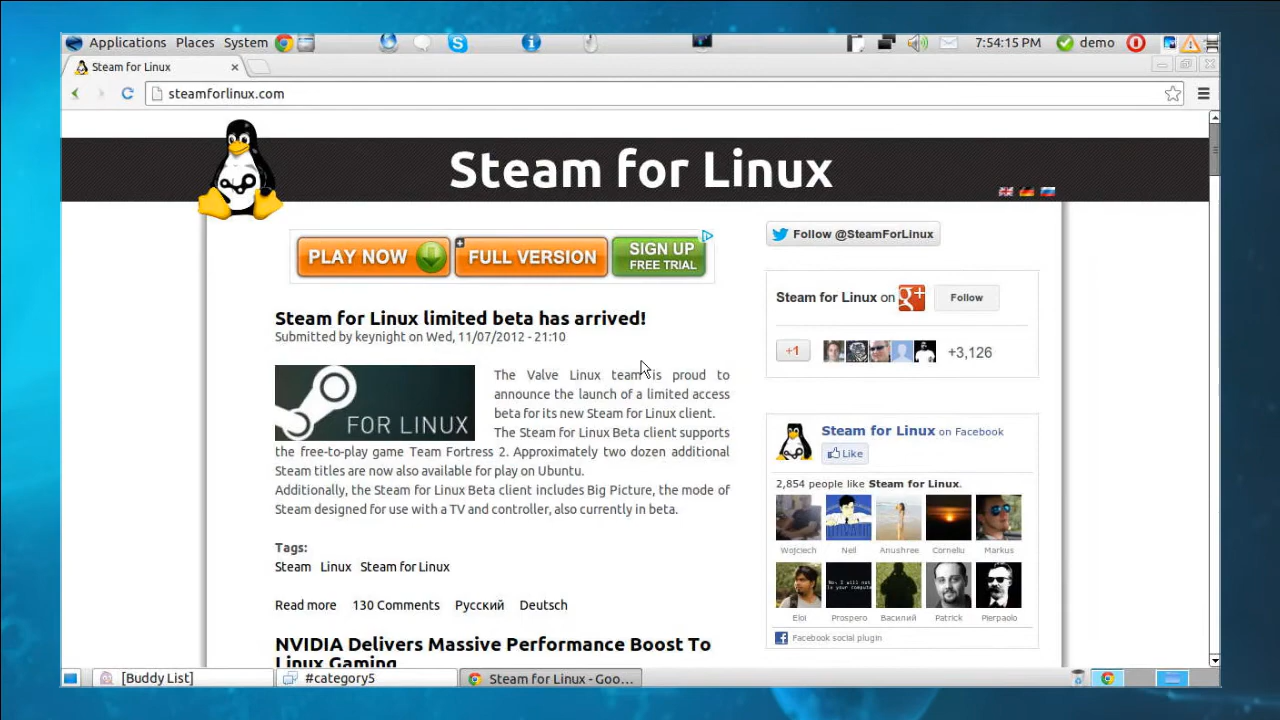 Applications Places System
7:54:15 PM demo
Steam for Linux
steamforlinux.com
Steam for Linux
PLAY NOW
FULL VERSION
SIGN UP
FREE TRIAL
Steam for Linux limited beta has arrived!
Submitted by keynight on Wed, 11/07/2012 - 21:10
FOR LINUX
The Valve Linux team is proud to
announce the launch of a limited access
beta for its new Steam for Linux client.
The Steam for Linux Beta client supports
the free-to-play game Team Fortress 2. Approximately two dozen additional
Steam titles are now also available for play on Ubuntu.
Additionally, the Steam for Linux Beta client includes Big Picture, the mode of
Steam designed for use with a TV and controller, also currently in beta.
Tags:
Steam Linux Steam for Linux
Read more 130 Comments Русский Deutsch
NVIDIA Delivers Massive Performance Boost To
Linux Gaming
Follow @SteamForLinux
Steam for Linux on g+ Follow
+1 +3,126
Steam for Linux on Facebook
Like
2,854 people like Steam for Linux.
Wojciech Neil Anushree Corneliu Markus
No, I will not
fix your computer
Eloi Prospero Василий Patrick Pierpaolo
Facebook social plugin
[Buddy List] #category5 Steam for Linux - Goo...